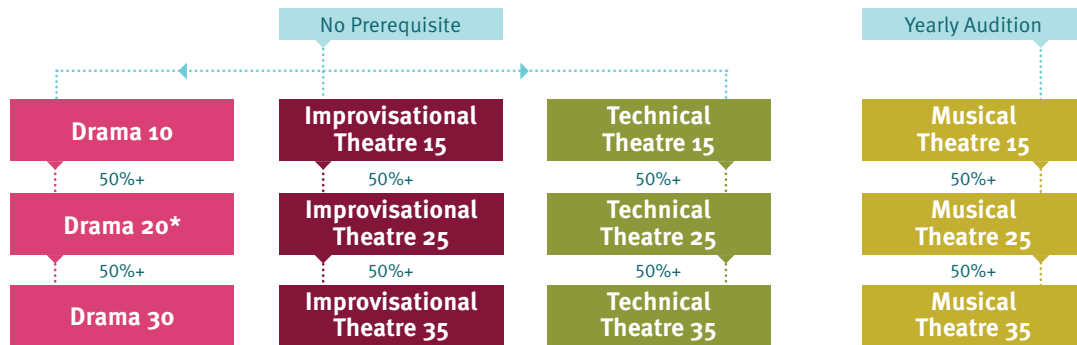 No Prerequisite
Yearly Audition
Drama 10
Improvisational
Theatre 15
Technical
Theatre 15
Musical
Theatre 15
50%+
50%+
50%+
50%+
Drama 20*
Improvisational
Theatre 25
Technical
Theatre 25
Musical
Theatre 25
50%+
50%+
50%+
50%+
Drama 30
Improvisational
Theatre 35
Technical
Theatre 35
Musical
Theatre 35